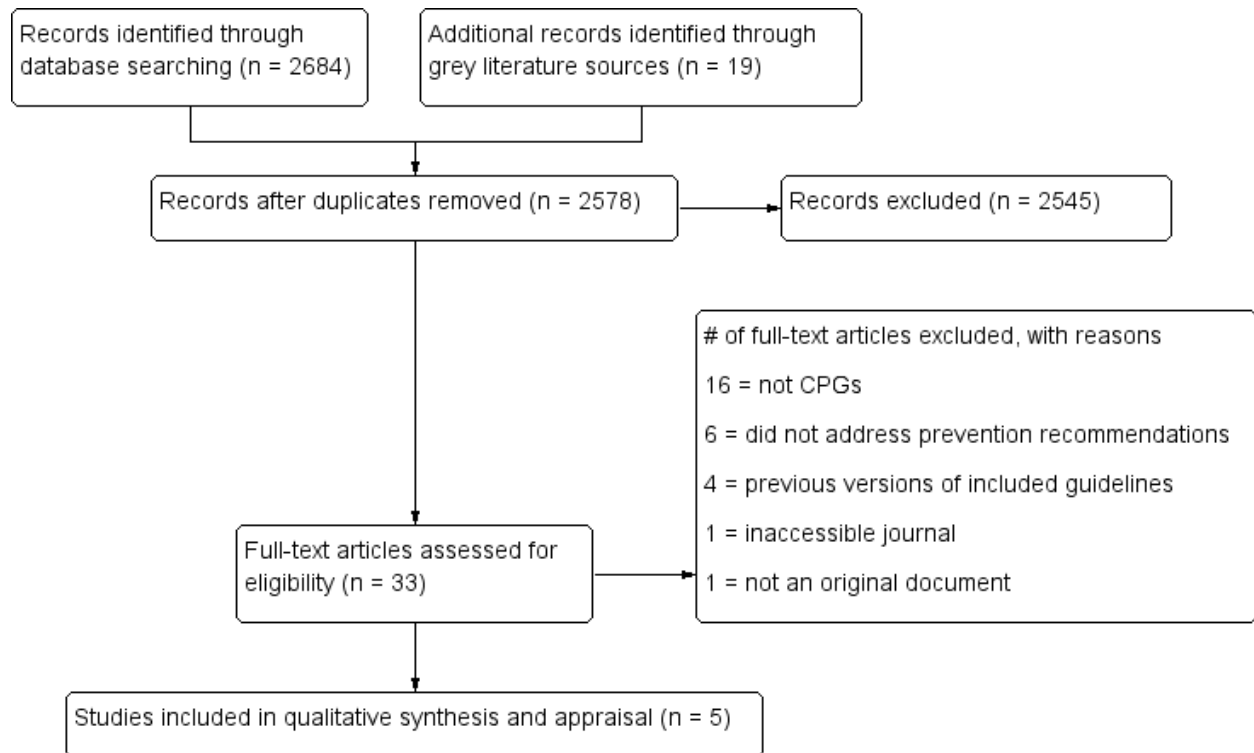 Records identified through
database searching (n = 2684)
Additional records identified through
grey literature sources (n = 19)
Records after duplicates removed (n = 2578)
Records excluded (n = 2545)
# of full-text articles excluded, with reasons
16 = not CPGs
6 = did not address prevention recommendations
4 = previous versions of included guidelines
1 = inaccessible journal
1 = not an original document
Full-text articles assessed for
eligibility (n = 33)
Studies included in qualitative synthesis and appraisal (n = 5)